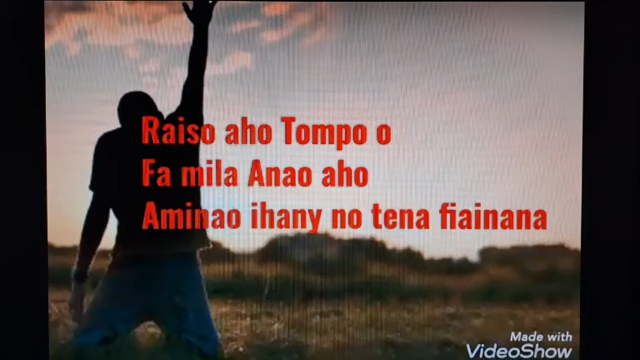 Raiso aho Tompo o
Fa mila Anao aho
Aminao ihany no tena fiainana
Made with
VideoShow